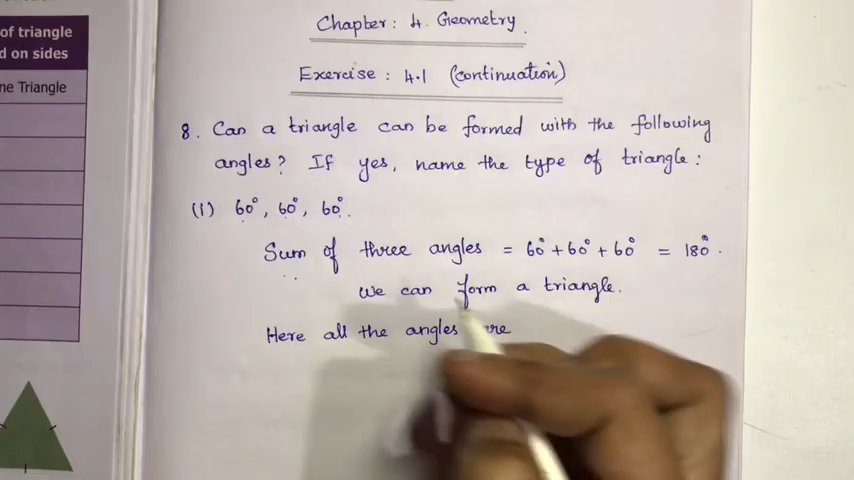 of triangle
d on sides
ne Triangle
Chapter: 4. Geometry.
Exercise: 4.1 (continuation)
8. Can a triangle can be formed with the following
angles? If yes, name the type of triangle:
(i) 60°, 60°, 60°.
Sum of three angles = 60° + 60° + 60° = 180°.
We can form a triangle.
Here all the angles are